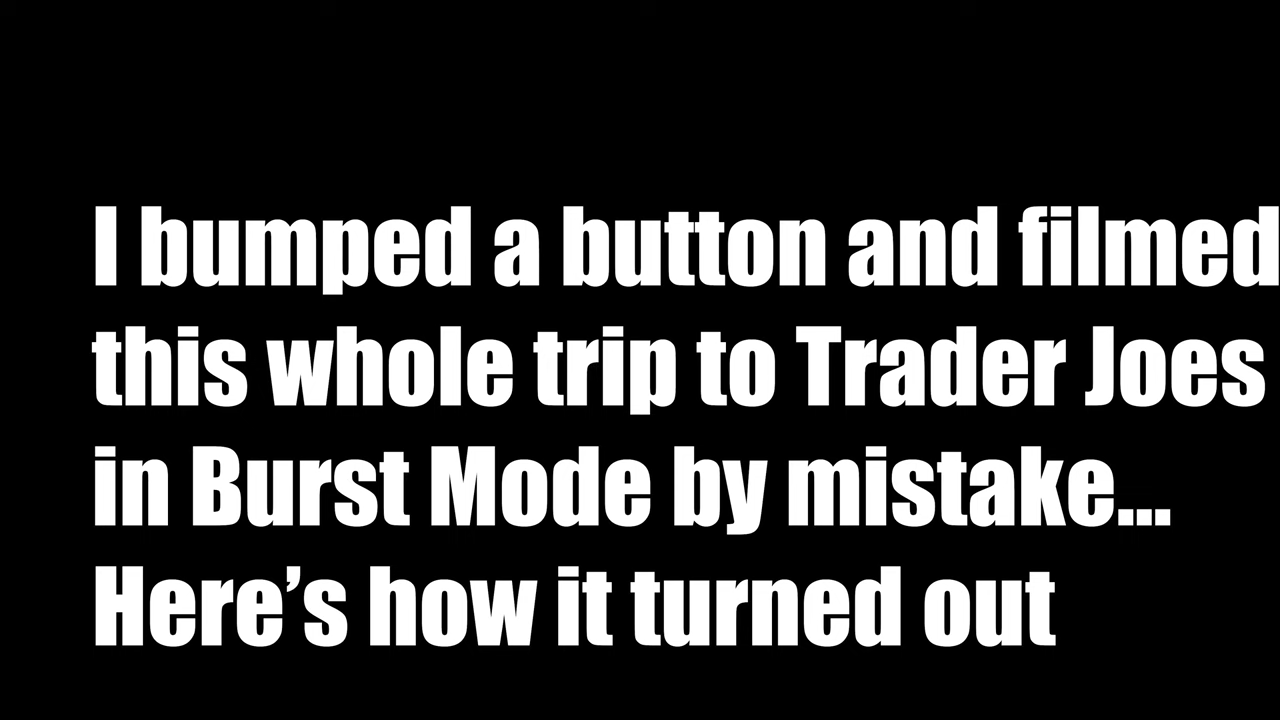 I bumped a button and filmed
this whole trip to Trader Joes
in Burst Mode by mistake...
Here’s how it turned out